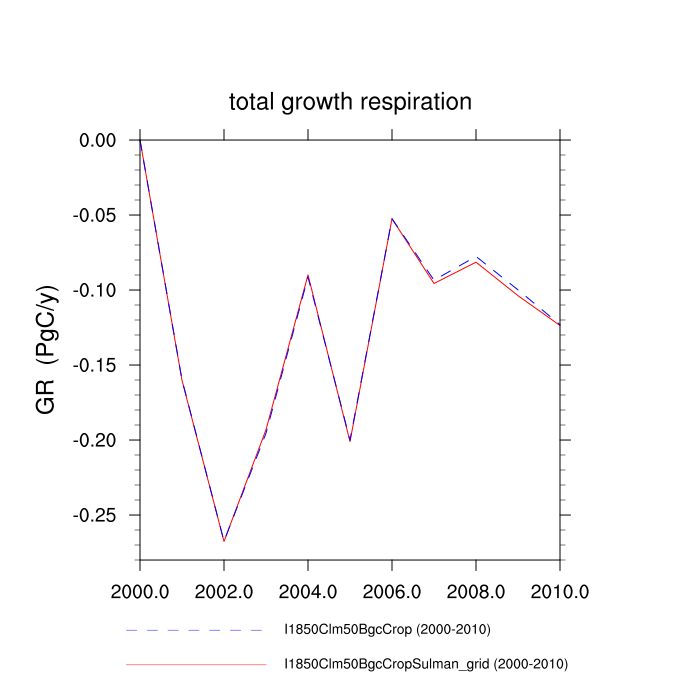 total growth respiration
0.00
-0.05
-0.10
-0.15
-0.20
-0.25
GR (PgC/y)
2000.0 2002.0 2004.0 2006.0 2008.0 2010.0
I1850Clm50BgcCrop (2000-2010)
I1850Clm50BgcCropSulman_grid (2000-2010)